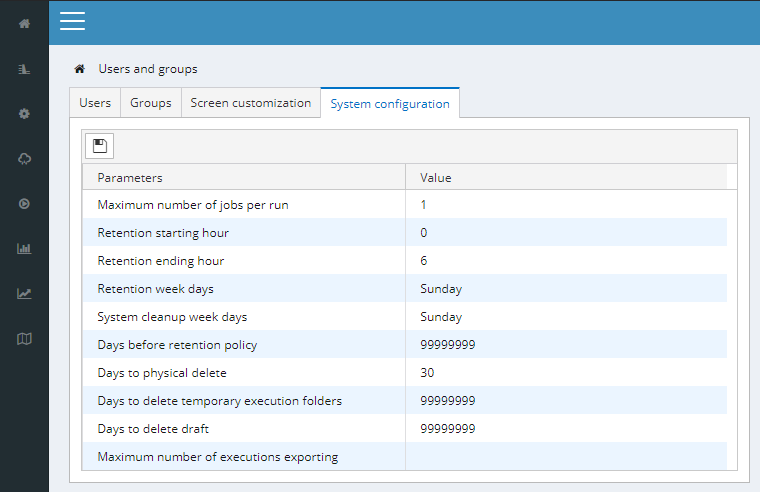 Users and groups
Users Groups Screen customization System configuration
Parameters Value
Maximum number of jobs per run 1
Retention starting hour 0
Retention ending hour 6
Retention week days Sunday
System cleanup week days Sunday
Days before retention policy 99999999
Days to physical delete 30
Days to delete temporary execution folders 99999999
Days to delete draft 99999999
Maximum number of executions exporting